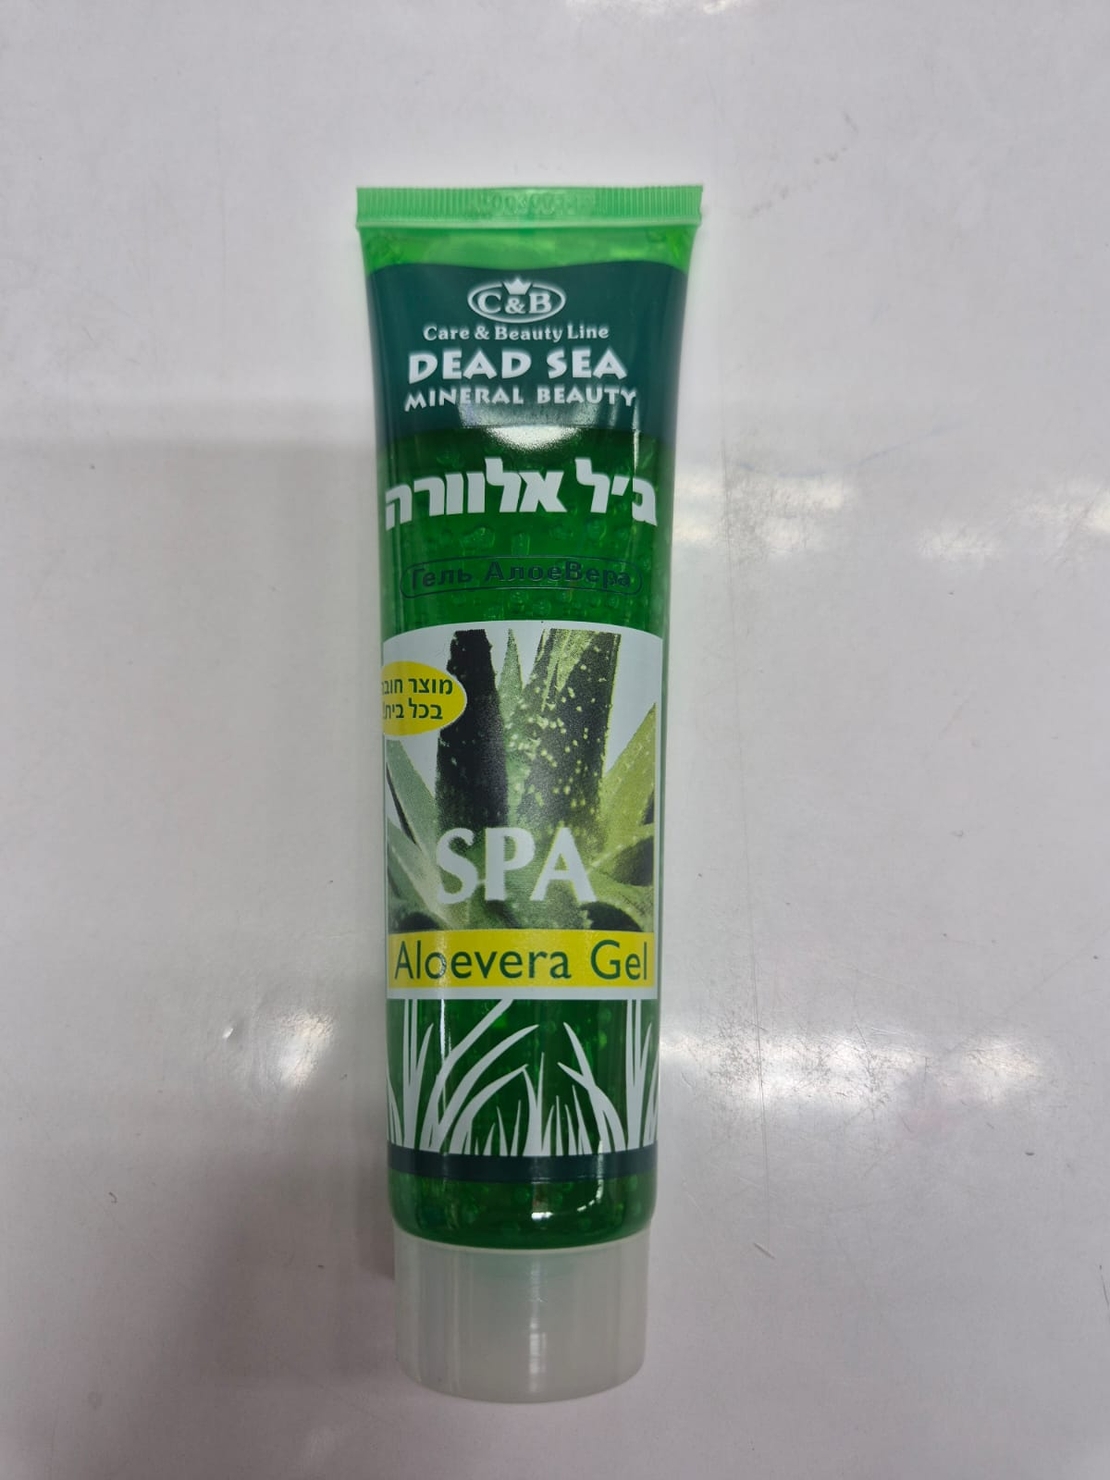 C&B
Care & Beauty Line
DEAD SEA
MINERAL BEAUTY
ג'ל אלוורה
Гель АлоеВера
מוצר חובה
בכל בית!
SPA
Aloevera Gel